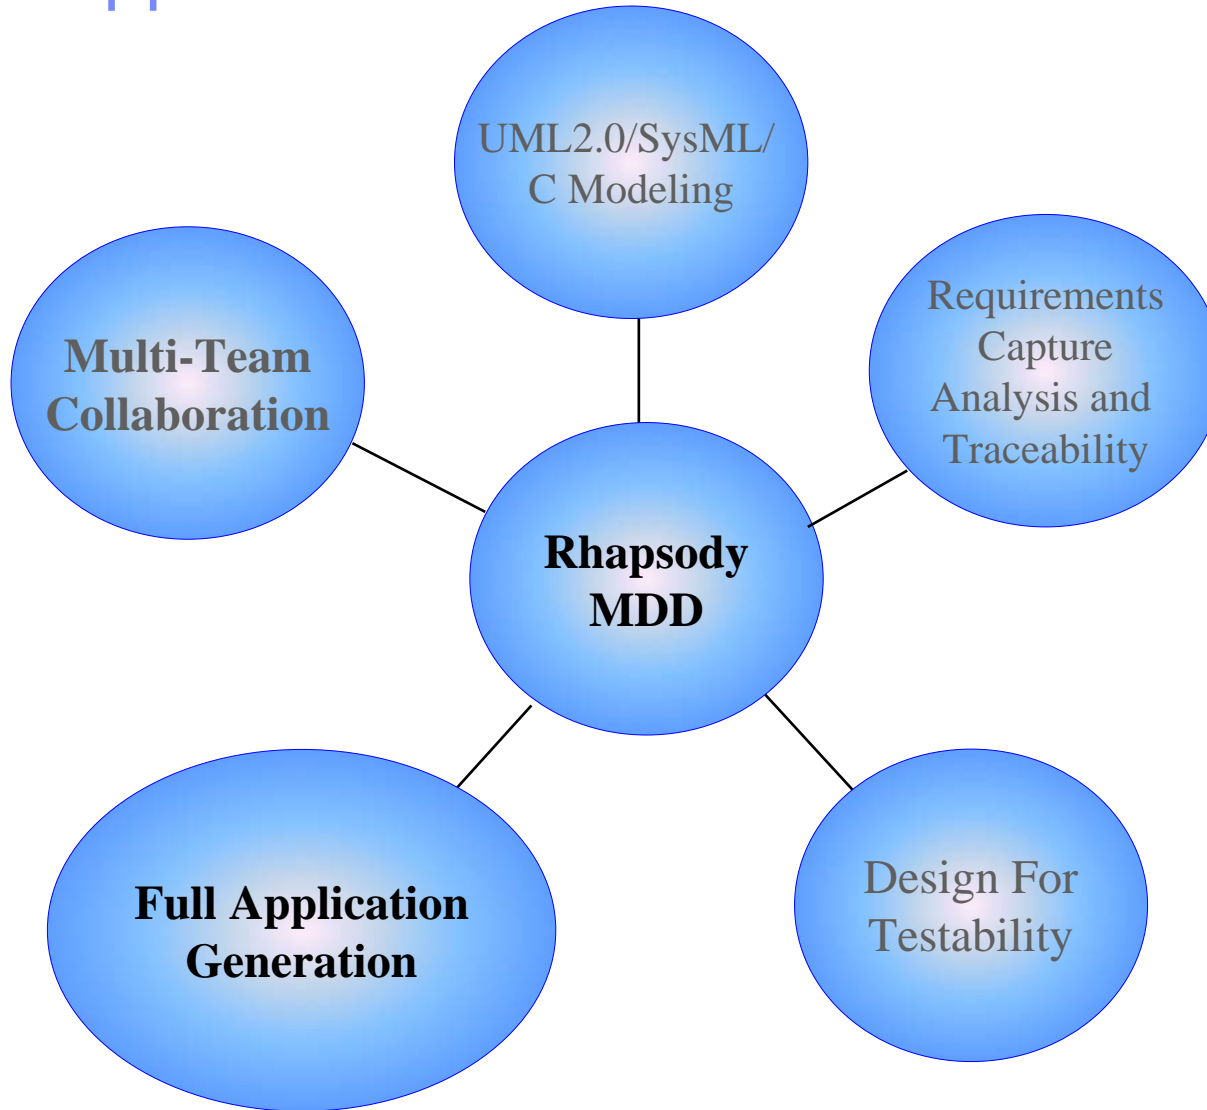 UML2.0/SysML/
C Modeling
Multi-Team
Collaboration
Requirements
Capture
Analysis and
Traceability
Rhapsody
MDD
Full Application
Generation
Design For
Testability